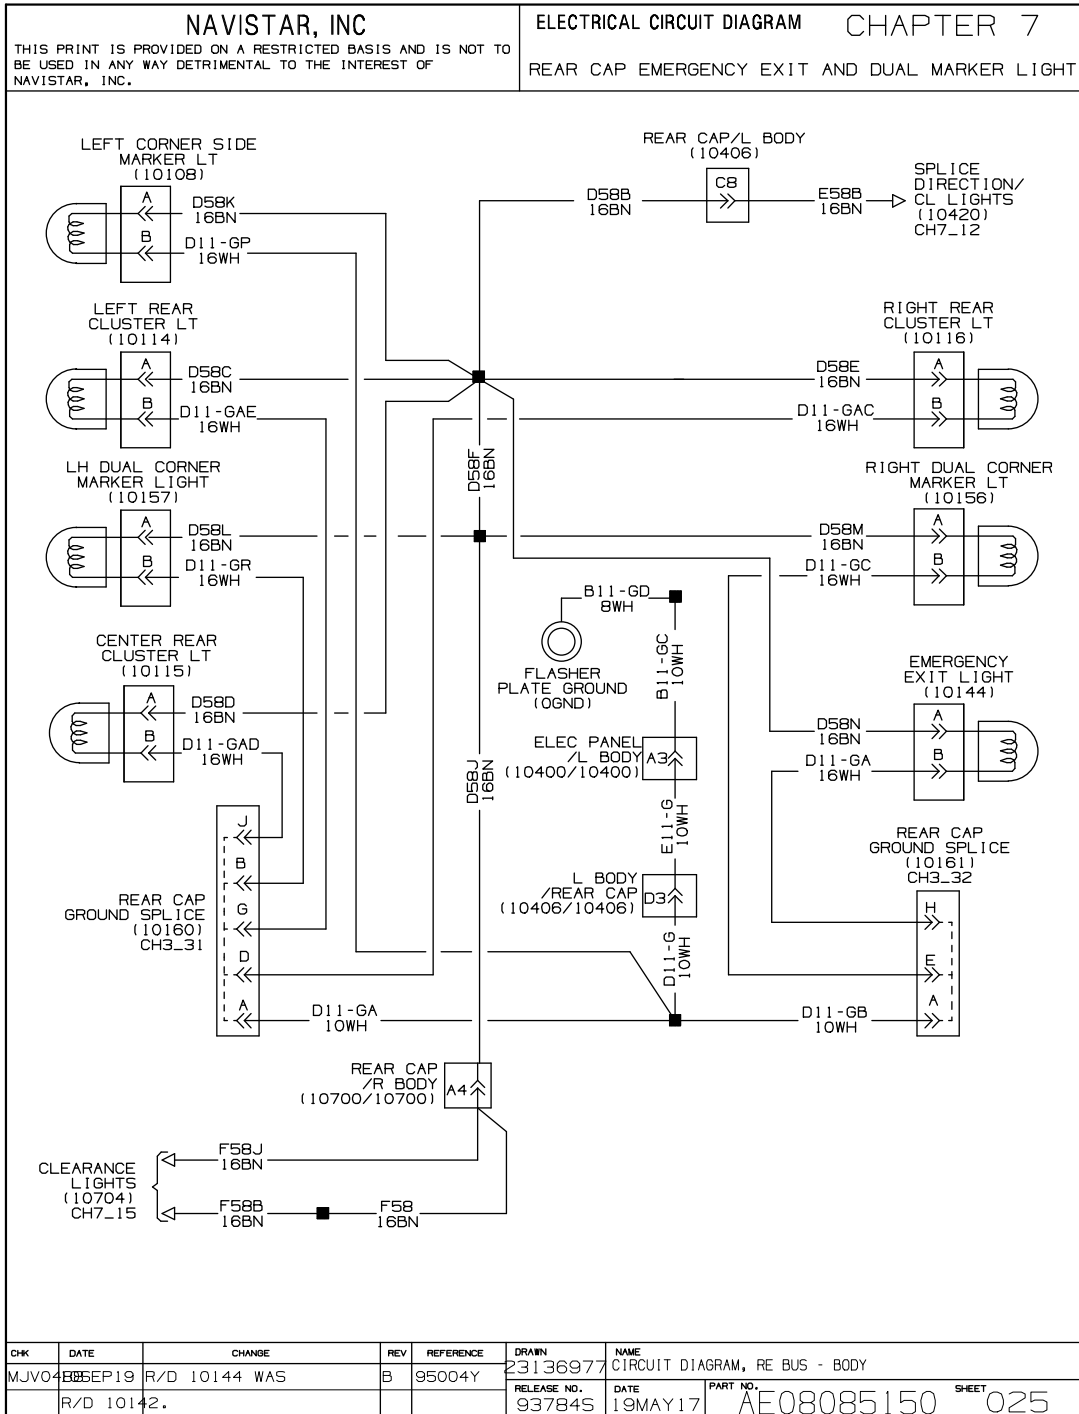 NAVISTAR, INC
THIS PRINT IS PROVIDED ON A RESTRICTED BASIS AND IS NOT TO
BE USED IN ANY WAY DETRIMENTAL TO THE INTEREST OF
NAVISTAR, INC.
ELECTRICAL CIRCUIT DIAGRAM CHAPTER 7
REAR CAP EMERGENCY EXIT AND DUAL MARKER LIGHT
LEFT CORNER SIDE
MARKER LT
(10108)
A
D58K
16BN
B
D11-GP
16WH
REAR CAP/L BODY
(10406)
D58B
16BN
C8
E58B
16BN
SPLICE
DIRECTION/
CL LIGHTS
(10420)
CH7_12
LEFT REAR
CLUSTER LT
(10114)
A
D58C
16BN
B
D11-GAE
16WH
RIGHT REAR
CLUSTER LT
(10116)
D58E
16BN
A
D11-GAC
16WH
B
D58F
16BN
LH DUAL CORNER
MARKER LIGHT
(10157)
A
D58L
16BN
B
D11-GR
16WH
RIGHT DUAL CORNER
MARKER LT
(10156)
D58M
16BN
A
D11-GC
16WH
B
B11-GD
8WH
FLASHER
PLATE GROUND
(OGND)
B11-GC
10WH
CENTER REAR
CLUSTER LT
(10115)
A
D58D
16BN
B
D11-GAD
16WH
EMERGENCY
EXIT LIGHT
(10144)
D58N
16BN
A
D11-GA
16WH
B
D58J
16BN
ELEC PANEL
/L BODY
(10400/10400)
A3
E11-G
10WH
L BODY
/REAR CAP
(10406/10406)
D3
D11-G
10WH
REAR CAP
GROUND SPLICE
(10160)
CH3_31
J
B
G
D
A
D11-GA
10WH
REAR CAP
GROUND SPLICE
(10161)
CH3_32
H
E
A
D11-GB
10WH
REAR CAP
/R BODY
(10700/10700)
A4
CLEARANCE
LIGHTS
(10704)
CH7_15
F58J
16BN
F58B
16BN
F58
16BN
CHK DATE CHANGE REV REFERENCE
19 R/D 10144 WAS B 95004Y
R/D 10142.
DRAWN
23136977
NAME
CIRCUIT DIAGRAM, RE BUS - BODY
RELEASE NO.
93784S
DATE
19MAY17
PART NO.
AE08085150
SHEET
025